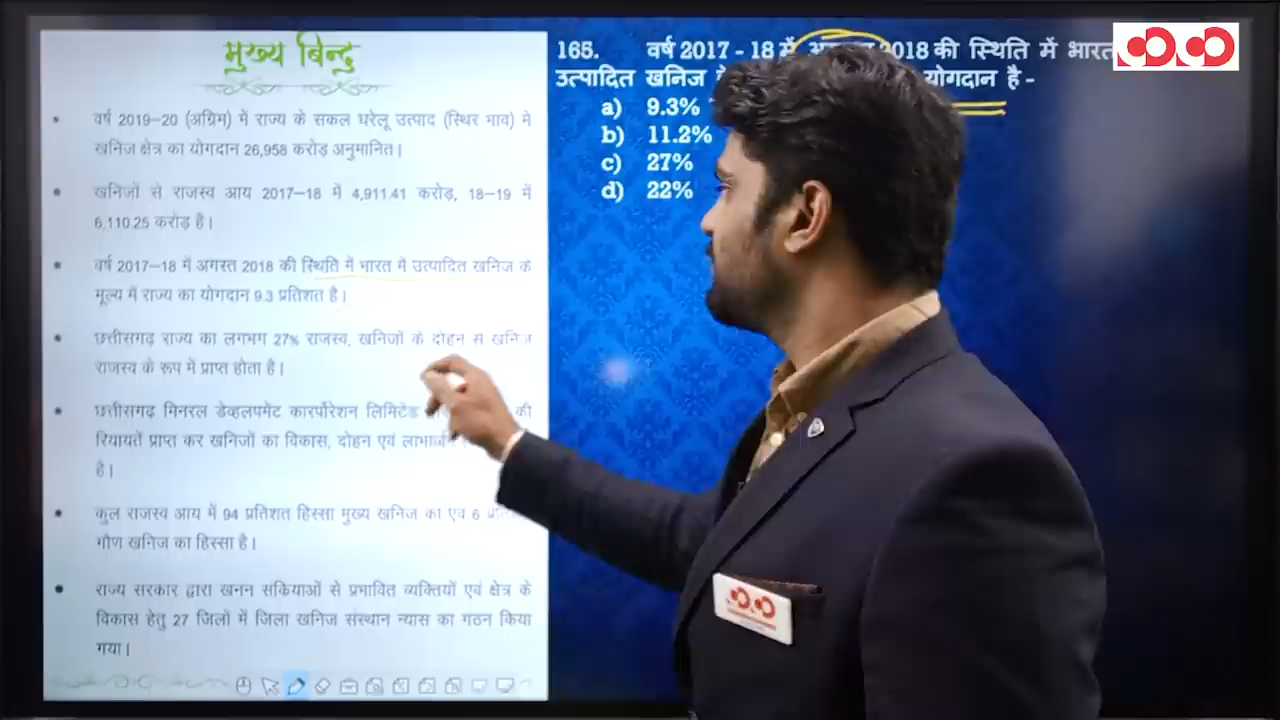 मुख्य बिन्दु
वर्ष 2019–20 (अग्रिम) में राज्य के सकल घरेलू उत्पाद (स्थिर भाव) में
खनिज क्षेत्र का योगदान 26,958 करोड़ अनुमानित।
खनिजों से राजस्व आय 2017–18 में 4,911.41 करोड़, 18–19 में
6,110.25 करोड़ है।
वर्ष 2017–18 में अगस्त 2018 की स्थिति में भारत में उत्पादित खनिज के
मूल्य में राज्य का योगदान 9.3 प्रतिशत है।
छत्तीसगढ़ राज्य का लगभग 27% राजस्व, खनिजों के दोहन से खनिज
राजस्व के रूप में प्राप्त होता है।
छत्तीसगढ़ मिनरल डेव्हलपमेंट कारपोरेशन लिमिटेड की
रियायतें प्राप्त कर खनिजों का विकास, दोहन एवं
है।
कुल राजस्व आय में 94 प्रतिशत हिस्सा मुख्य खनिज का एवं 6
गौण खनिज का हिस्सा है।
राज्य सरकार द्वारा खनन संक्रियाओं से प्रभावित व्यक्तियों एवं क्षेत्र के
विकास हेतु 27 जिलों में जिला खनिज संस्थान न्यास का गठन किया
गया।
165. वर्ष 2017 - 18 में 2018 की स्थिति में भारत
उत्पादित खनिज योगदान है -
a) 9.3%
b) 11.2%
c) 27%
d) 22%